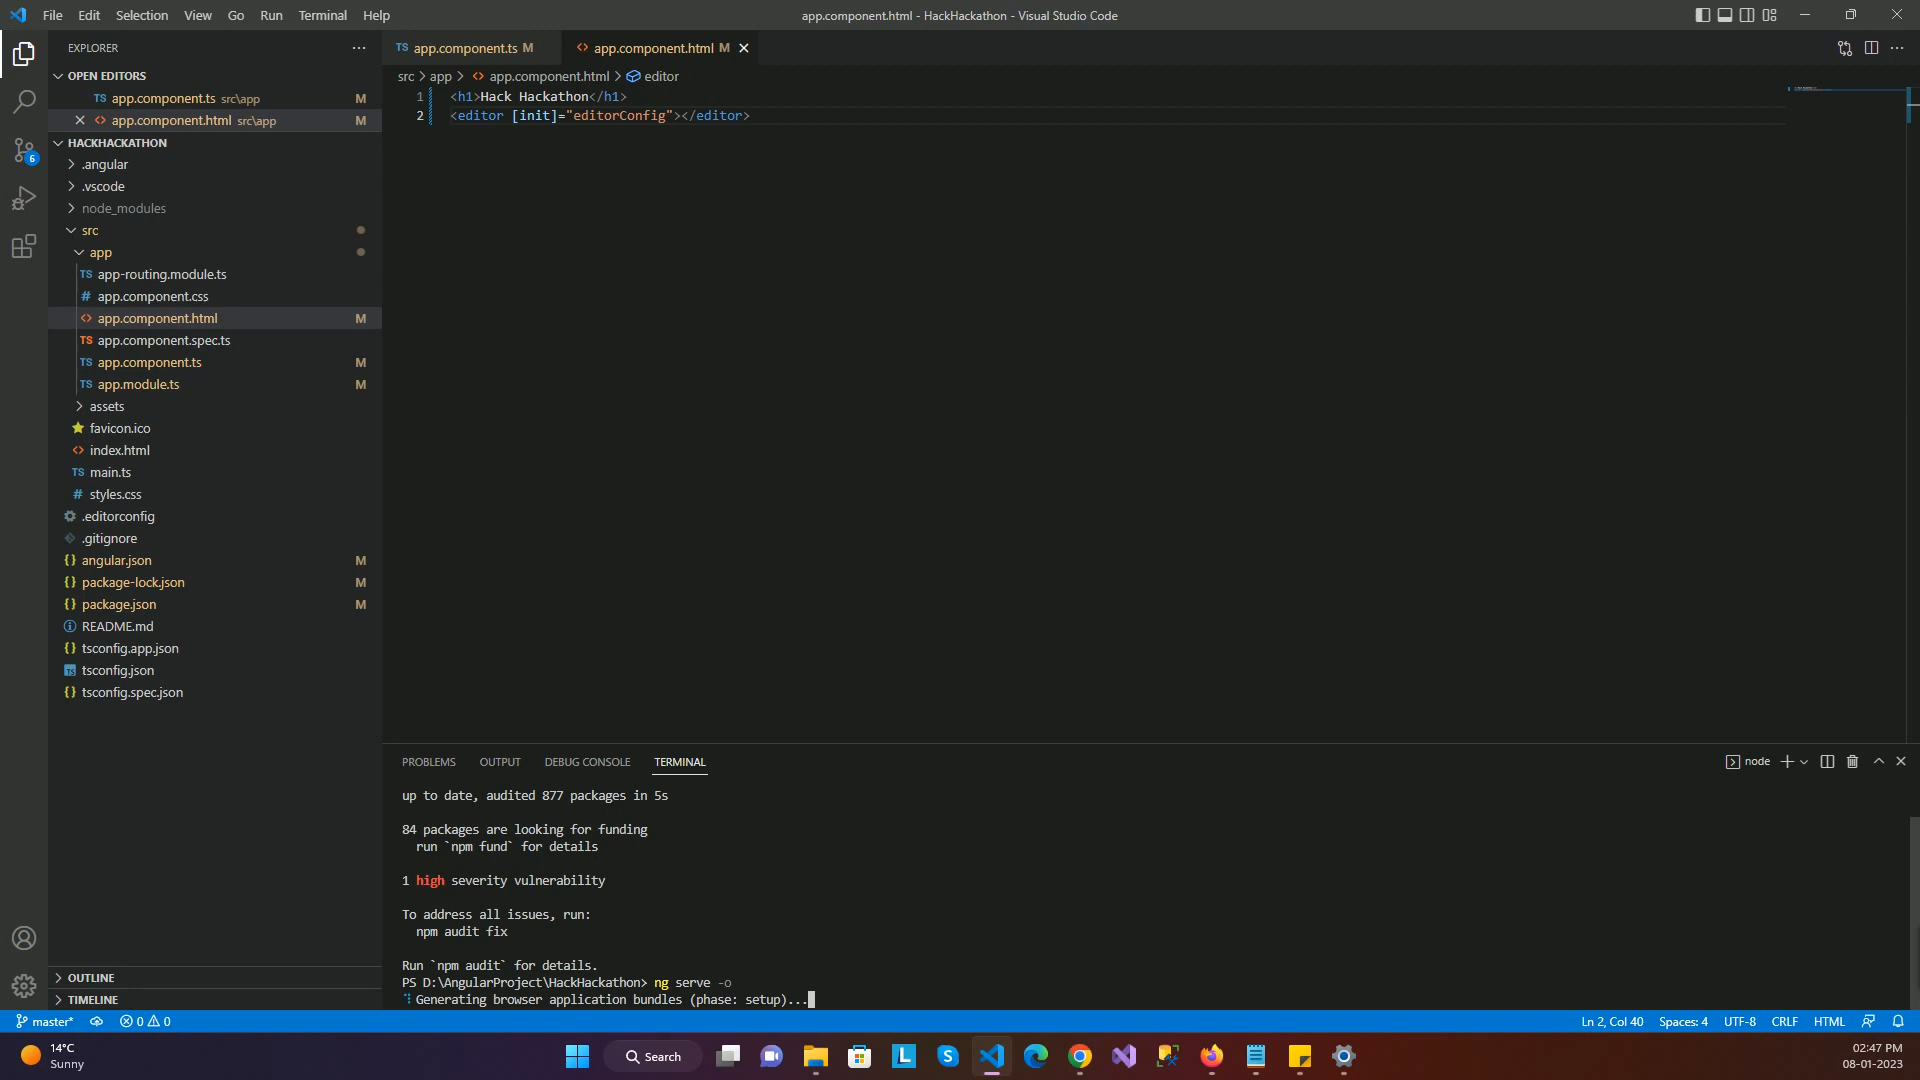 File Edit Selection View Go Run Terminal Help
app.component.html - HackHackathon - Visual Studio Code
EXPLORER
OPEN EDITORS
TS app.component.ts src\app M
app.component.html src\app M
HACKHACKATHON
.angular
.vscode
node_modules
src
app
TS app-routing.module.ts
# app.component.css
<> app.component.html M
TS app.component.spec.ts
TS app.component.ts M
TS app.module.ts M
assets
favicon.ico
<> index.html
TS main.ts
# styles.css
.editorconfig
.gitignore
{} angular.json M
{} package-lock.json M
{} package.json M
README.md
{} tsconfig.app.json
TS tsconfig.json
{} tsconfig.spec.json
OUTLINE
TIMELINE
6
TS app.component.ts M
<> app.component.html M
src > app > <> app.component.html > editor
1 <h1>Hack Hackathon</h1>
2 <editor [init]="editorConfig"></editor>
PROBLEMS OUTPUT DEBUG CONSOLE TERMINAL
node
up to date, audited 877 packages in 5s
84 packages are looking for funding
run `npm fund` for details
1 high severity vulnerability
To address all issues, run:
npm audit fix
Run `npm audit` for details.
PS D:\AngularProject\HackHackathon> ng serve -o
Generating browser application bundles (phase: setup)...
master* 0 0
Ln 2, Col 40 Spaces: 4 UTF-8 CRLF HTML
14°C
Sunny
Search
L
S
02:47 PM
08-01-2023